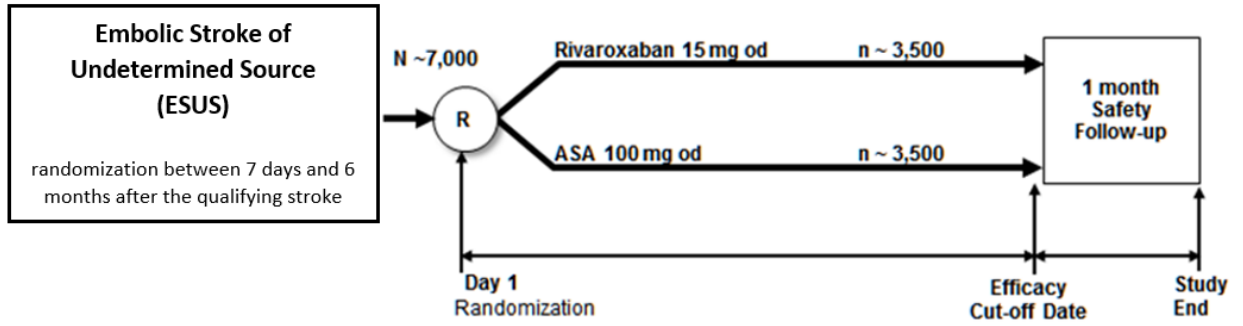 Embolic Stroke of
Undetermined Source
(ESUS)
randomization between 7 days and 6
months after the qualifying stroke
N ~7,000
R
Rivaroxaban 15 mg od n ~ 3,500
ASA 100 mg od n ~ 3,500
1 month
Safety
Follow-up
Day 1
Randomization
Efficacy
Cut-off Date
Study
End